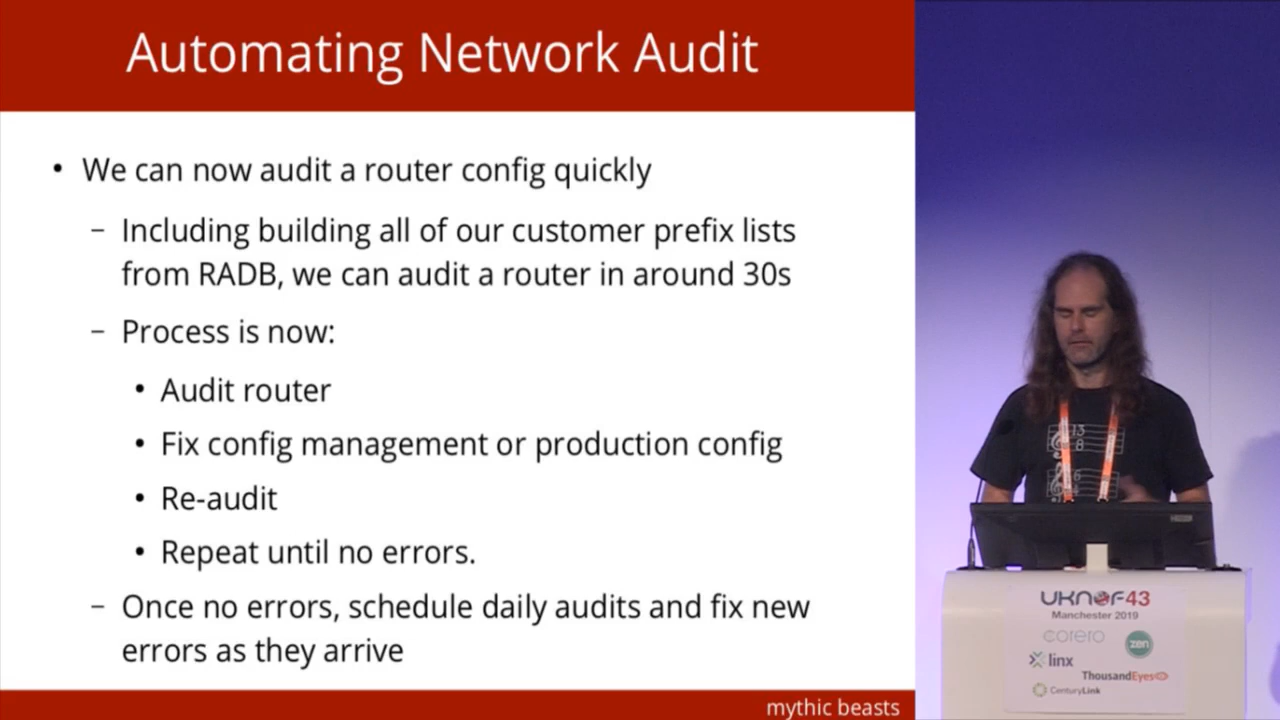 Automating Network Audit
• We can now audit a router config quickly
– Including building all of our customer prefix lists
from RADB, we can audit a router in around 30s
– Process is now:
• Audit router
• Fix config management or production config
• Re-audit
• Repeat until no errors.
– Once no errors, schedule daily audits and fix new
errors as they arrive
mythic beasts
13
8
6
UKNOF43
Manchester 2019
corero
zen
linx
ThousandEyes
CenturyLink